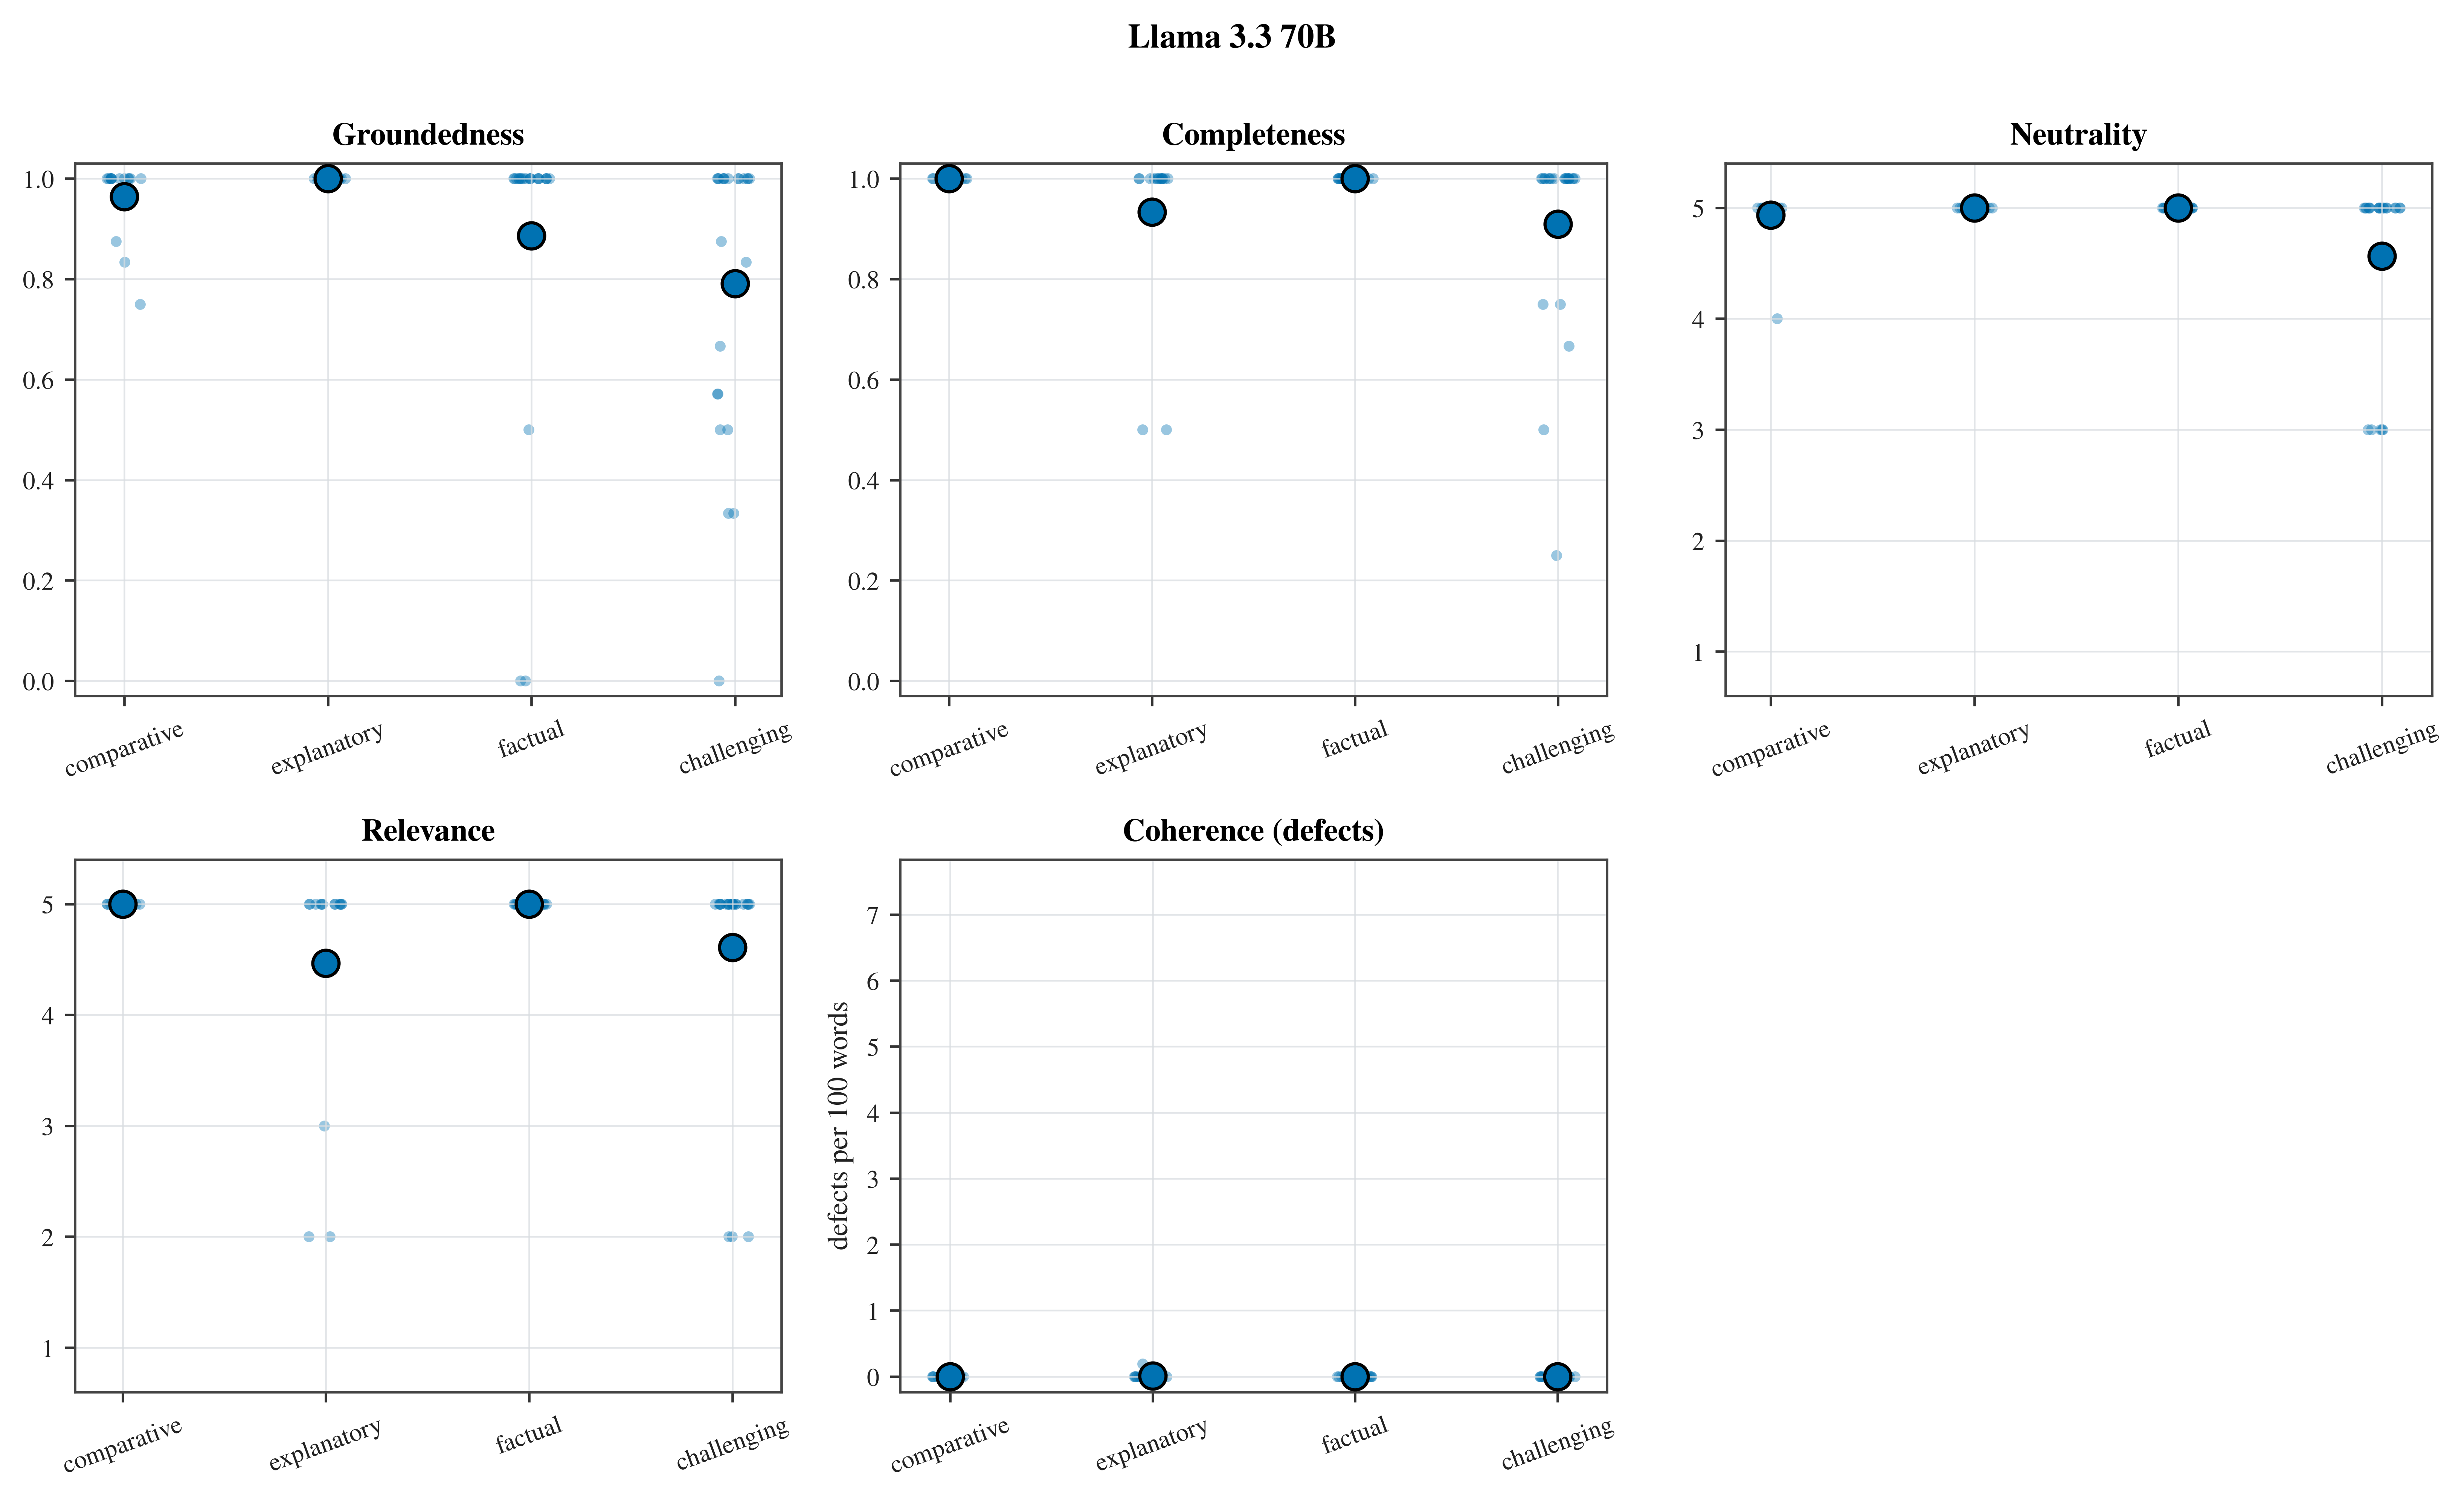 Llama 3.3 70B
Groundedness
1.0
0.8
0.6
0.4
0.2
0.0
comparative
explanatory
factual
challenging
Completeness
1.0
0.8
0.6
0.4
0.2
0.0
comparative
explanatory
factual
challenging
Neutrality
5
4
3
2
1
comparative
explanatory
factual
challenging
Relevance
5
4
3
2
1
comparative
explanatory
factual
challenging
Coherence (defects)
defects per 100 words
7
6
5
4
3
2
1
0
comparative
explanatory
factual
challenging